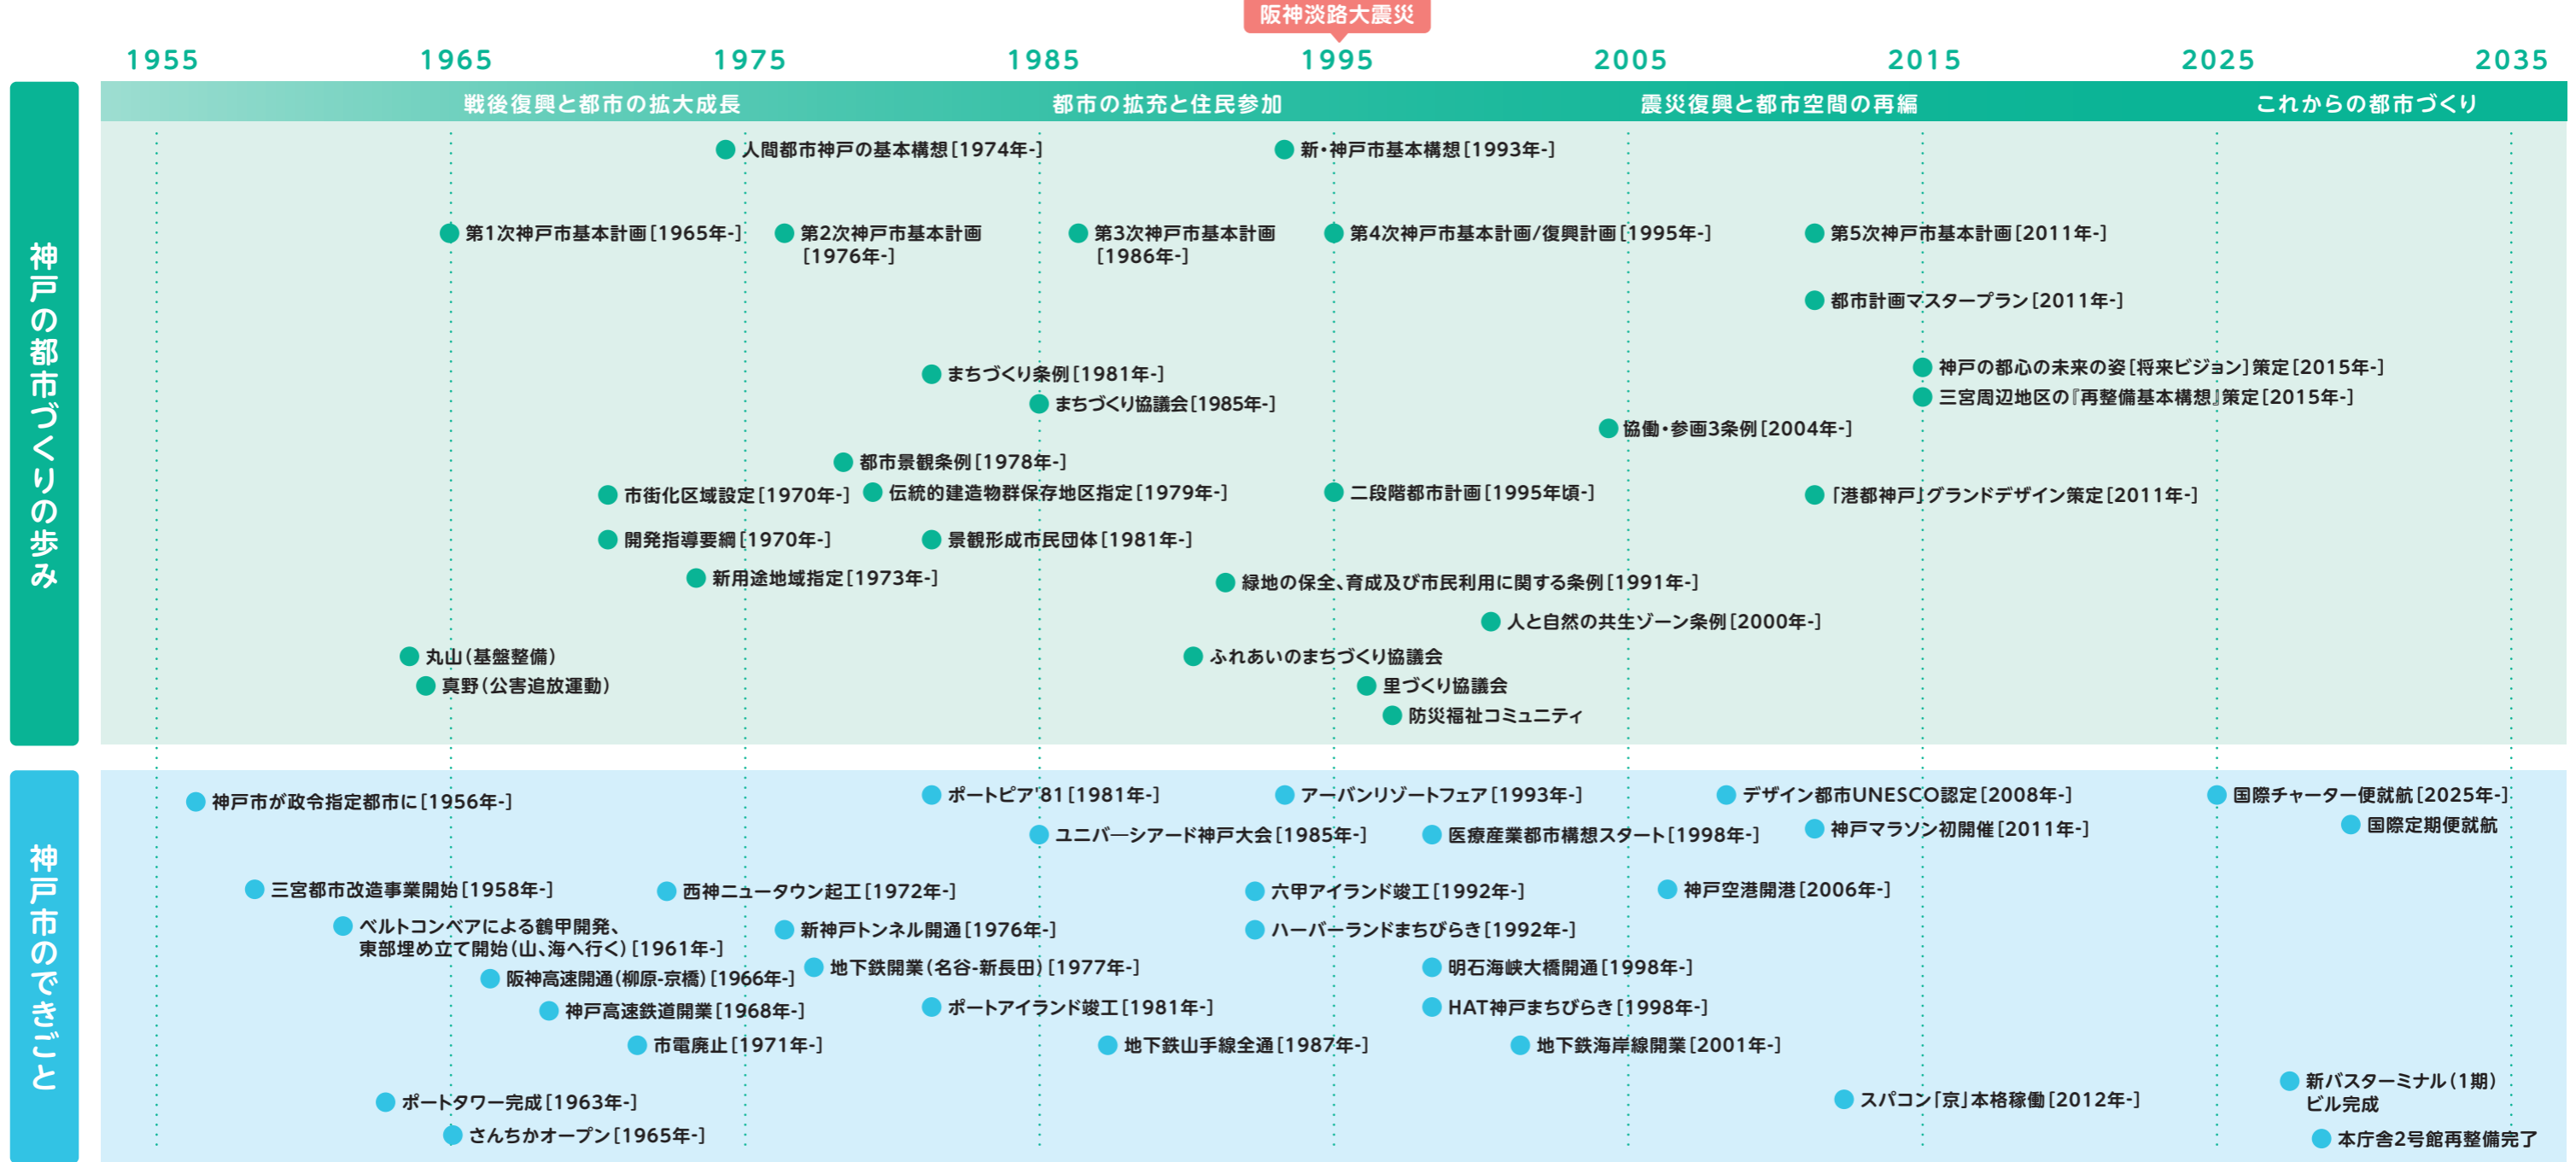 阪神淡路大震災
1955 1965 1975 1985 1995 2005 2015 2025 2035
戦後復興と都市の拡大成長 都市の拡充と住民参加 震災復興と都市空間の再編 これからの都市づくり
神戸の都市づくりの歩み
人間都市神戸の基本構想[1974年-]
新・神戸市基本構想[1993年-]
第1次神戸市基本計画[1965年-]
第2次神戸市基本計画
[1976年-]
第3次神戸市基本計画
[1986年-]
第4次神戸市基本計画/復興計画[1995年-]
第5次神戸市基本計画[2011年-]
都市計画マスタープラン[2011年-]
まちづくり条例[1981年-]
まちづくり協議会[1985年-]
神戸の都心の未来の姿[将来ビジョン]策定[2015年-]
三宮周辺地区の『再整備基本構想』策定[2015年-]
協働・参画3条例[2004年-]
都市景観条例[1978年-]
市街化区域設定[1970年-]
伝統的建造物群保存地区指定[1979年-]
二段階都市計画[1995年頃-]
「港都神戸」グランドデザイン策定[2011年-]
開発指導要綱[1970年-]
景観形成市民団体[1981年-]
新用途地域指定[1973年-]
緑地の保全、育成及び市民利用に関する条例[1991年-]
人と自然の共生ゾーン条例[2000年-]
丸山(基盤整備)
真野(公害追放運動)
ふれあいのまちづくり協議会
里づくり協議会
防災福祉コミュニティ
神戸市のできごと
神戸市が政令指定都市に[1956年-]
ポートピア'81[1981年-]
アーバンリゾートフェア[1993年-]
デザイン都市UNESCO認定[2008年-]
国際チャーター便就航[2025年-]
ユニバーシアード神戸大会[1985年-]
医療産業都市構想スタート[1998年-]
神戸マラソン初開催[2011年-]
国際定期便就航
三宮都市改造事業開始[1958年-]
西神ニュータウン起工[1972年-]
六甲アイランド竣工[1992年-]
神戸空港開港[2006年-]
ベルトコンベアによる鶴甲開発、
東部埋め立て開始(山、海へ行く)[1961年-]
新神戸トンネル開通[1976年-]
ハーバーランドまちびらき[1992年-]
阪神高速開通(柳原-京橋)[1966年-]
地下鉄開業(名谷-新長田)[1977年-]
明石海峡大橋開通[1998年-]
神戸高速鉄道開業[1968年-]
ポートアイランド竣工[1981年-]
HAT神戸まちびらき[1998年-]
市電廃止[1971年-]
地下鉄山手線全通[1987年-]
地下鉄海岸線開業[2001年-]
ポートタワー完成[1963年-]
さんちかオープン[1965年-]
スパコン「京」本格稼働[2012年-]
新バスターミナル(1期)
ビル完成
本庁舎2号館再整備完了